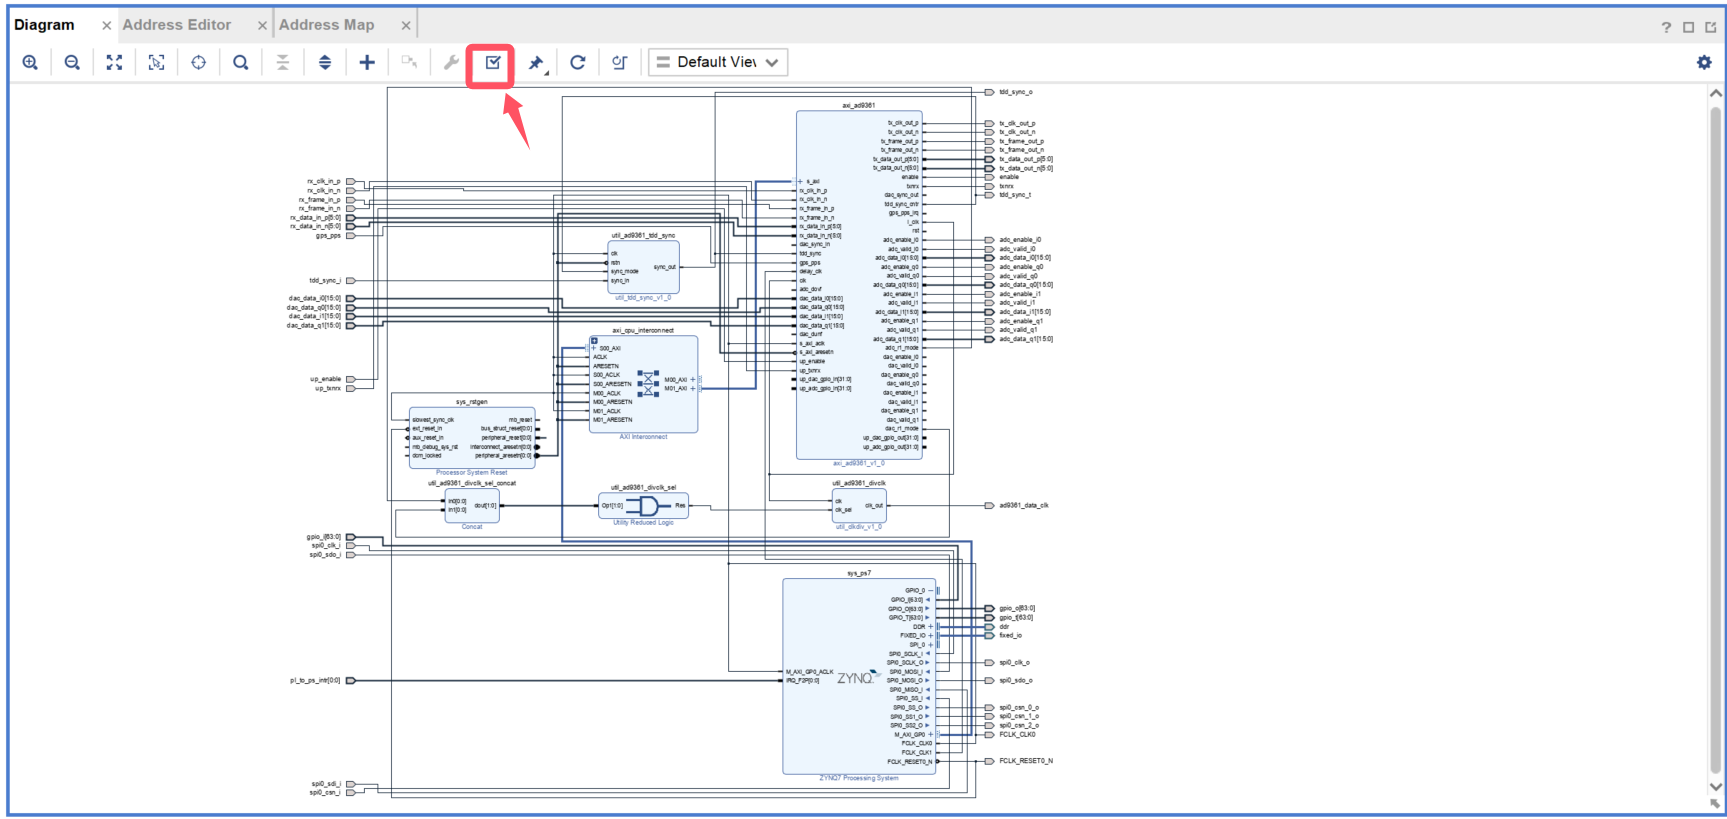 Diagram
Address Editor
Address Map
Default View
tdd_sync_o
axi_ad9361
tx_clk_out_p
tx_clk_out_n
tx_frame_out_p
tx_frame_out_n
tx_data_out_p[5:0]
tx_data_out_n[5:0]
enable
txnrx
dac_sync_out
tdd_sync_cntr
gps_pps_irq
l_clk
rst
adc_enable_i0
adc_valid_i0
adc_data_i0[15:0]
adc_enable_q0
adc_valid_q0
adc_data_q0[15:0]
adc_enable_i1
adc_valid_i1
adc_data_i1[15:0]
adc_enable_q1
adc_valid_q1
adc_data_q1[15:0]
adc_r1_mode
dac_enable_i0
dac_valid_i0
dac_enable_q0
dac_valid_q0
dac_enable_i1
dac_valid_i1
dac_enable_q1
dac_valid_q1
dac_r1_mode
up_dac_gpio_out[31:0]
up_adc_gpio_out[31:0]
s_axi
rx_clk_in_p
rx_clk_in_n
rx_frame_in_p
rx_frame_in_n
rx_data_in_p[5:0]
rx_data_in_n[5:0]
dac_sync_in
tdd_sync
gps_pps
delay_clk
clk
adc_dovf
dac_data_i0[15:0]
dac_data_q0[15:0]
dac_data_i1[15:0]
dac_data_q1[15:0]
dac_dunf
s_axi_aclk
s_axi_aresetn
up_enable
up_txnrx
up_dac_gpio_in[31:0]
up_adc_gpio_in[31:0]
axi_ad9361_v1_0
tx_clk_out_p
tx_clk_out_n
tx_frame_out_p
tx_frame_out_n
tx_data_out_p[5:0]
tx_data_out_n[5:0]
enable
txnrx
tdd_sync_t
adc_enable_i0
adc_valid_i0
adc_data_i0[15:0]
adc_enable_q0
adc_valid_q0
adc_data_q0[15:0]
adc_enable_i1
adc_valid_i1
adc_data_i1[15:0]
adc_enable_q1
adc_valid_q1
adc_data_q1[15:0]
rx_clk_in_p
rx_clk_in_n
rx_frame_in_p
rx_frame_in_n
rx_data_in_p[5:0]
rx_data_in_n[5:0]
gps_pps
tdd_sync_i
dac_data_i0[15:0]
dac_data_q0[15:0]
dac_data_i1[15:0]
dac_data_q1[15:0]
up_enable
up_txnrx
util_ad9361_tdd_sync
clk
rstn
sync_mode
sync_in
sync_out
util_tdd_sync_v1_0
axi_cpu_interconnect
S00_AXI
ACLK
ARESETN
S00_ACLK
S00_ARESETN
M00_ACLK
M00_ARESETN
M01_ACLK
M01_ARESETN
M00_AXI
M01_AXI
AXI Interconnect
sys_rstgen
slowest_sync_clk
ext_reset_in
aux_reset_in
mb_debug_sys_rst
dcm_locked
mb_reset
bus_struct_reset[0:0]
peripheral_reset[0:0]
interconnect_aresetn[0:0]
peripheral_aresetn[0:0]
Processor System Reset
util_ad9361_divclk_sel_concat
In0[0:0]
In1[0:0]
dout[1:0]
Concat
util_ad9361_divclk_sel
Op1[1:0]
Res
Utility Reduced Logic
util_ad9361_divclk
clk
clk_sel
clk_out
util_clkdiv_v1_0
ad9361_data_clk
gpio_i[63:0]
spi0_clk_i
spi0_sdo_i
pl_to_ps_intr[0:0]
spi0_sdi_i
spi0_csn_i
sys_ps7
GPIO_0
GPIO_I[63:0]
GPIO_O[63:0]
GPIO_T[63:0]
DDR
FIXED_IO
SPI_0
SPI0_SCLK_I
SPI0_SCLK_O
SPI0_MOSI_I
SPI0_MOSI_O
SPI0_MISO_I
SPI0_SS_I
SPI0_SS_O
SPI0_SS1_O
SPI0_SS2_O
M_AXI_GP0
FCLK_CLK0
FCLK_CLK1
FCLK_RESET0_N
M_AXI_GP0_ACLK
IRQ_F2P[0:0]
ZYNQ
ZYNQ7 Processing System
gpio_o[63:0]
gpio_t[63:0]
ddr
fixed_io
spi0_clk_o
spi0_sdo_o
spi0_csn_0_o
spi0_csn_1_o
spi0_csn_2_o
FCLK_CLK0
FCLK_RESET0_N